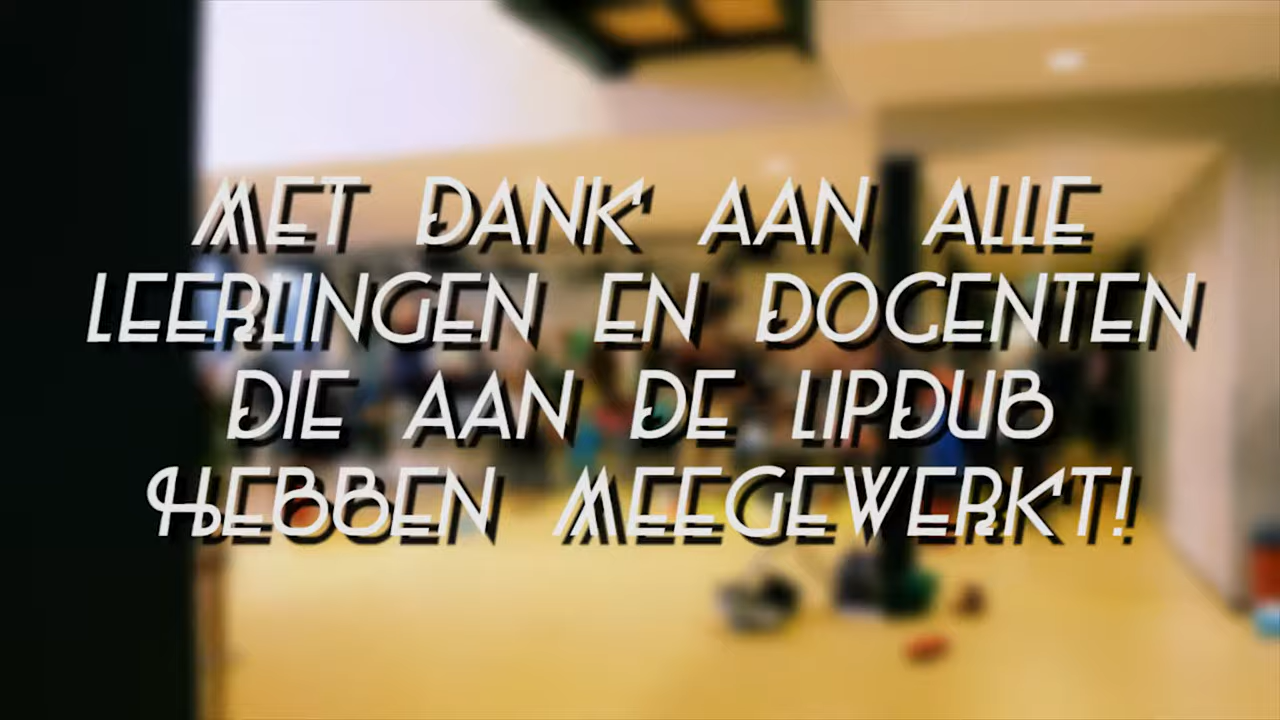 MET DANK AAN ALLE
LEERLINGEN EN DOCENTEN
DIE AAN DE LIPDUB
HEBBEN MEEGEWERKT!